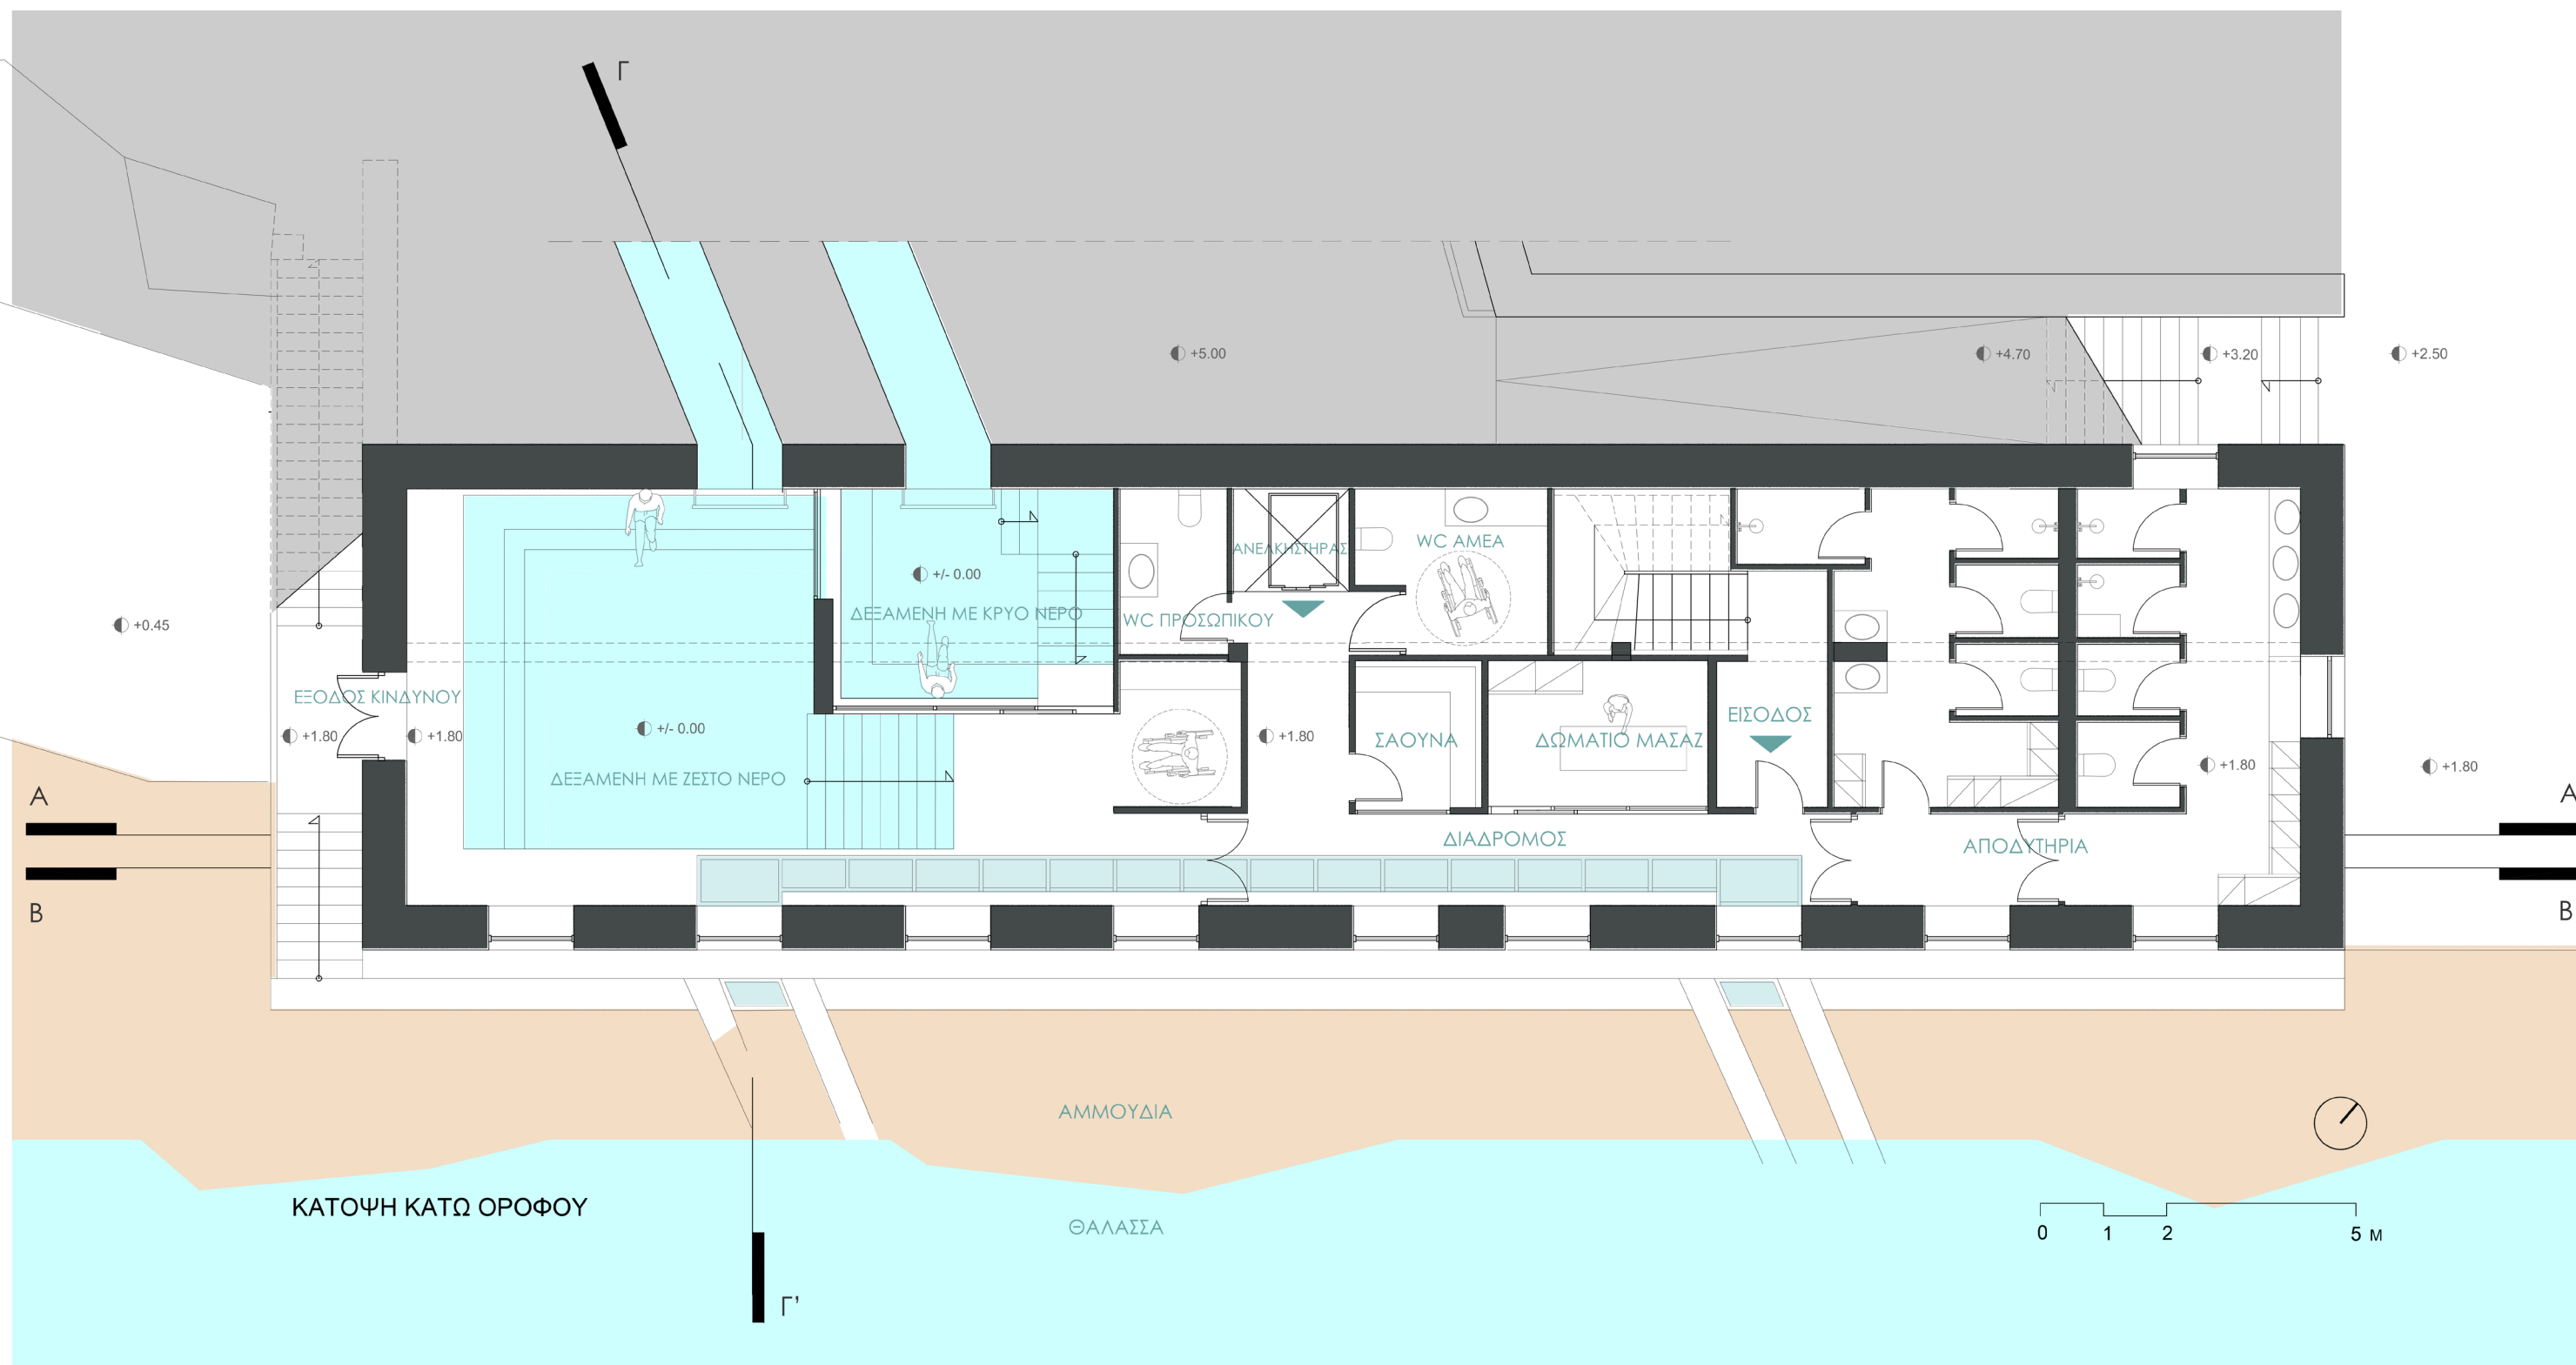 Γ
+5.00
+4.70
+3.20
+2.50
WC ΑΜΕΑ
ΑΝΕΛΚΗΣΤΗΡΑΣ
+/- 0.00
ΔΕΞΑΜΕΝΗ ΜΕ ΚΡΥΟ ΝΕΡΟ
WC ΠΡΟΣΩΠΙΚΟΥ
+0.45
ΕΞΟΔΟΣ ΚΙΝΔΥΝΟΥ
+1.80
+1.80
+/- 0.00
+1.80
ΣΑΟΥΝΑ
ΔΩΜΑΤΙΟ ΜΑΣΑΖ
ΕΙΣΟΔΟΣ
+1.80
+1.80
ΔΕΞΑΜΕΝΗ ΜΕ ΖΕΣΤΟ ΝΕΡΟ
Α
Α
ΔΙΑΔΡΟΜΟΣ
ΑΠΟΔΥΤΗΡΙΑ
Β
Β
ΑΜΜΟΥΔΙΑ
ΚΑΤΟΨΗ ΚΑΤΩ ΟΡΟΦΟΥ
ΘΑΛΑΣΣΑ
0 1 2 5 M
Γ'